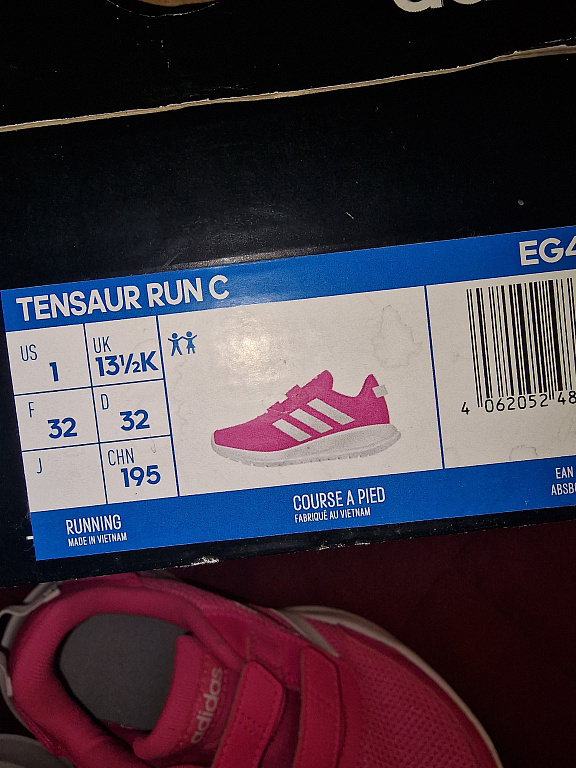 TENSAUR RUN C
US 1
UK 13½K
F 32
D 32
J
CHN 195
RUNNING
MADE IN VIETNAM
COURSE A PIED
FABRIQUÉ AU VIETNAM
4 062052 48
EAN
adidas